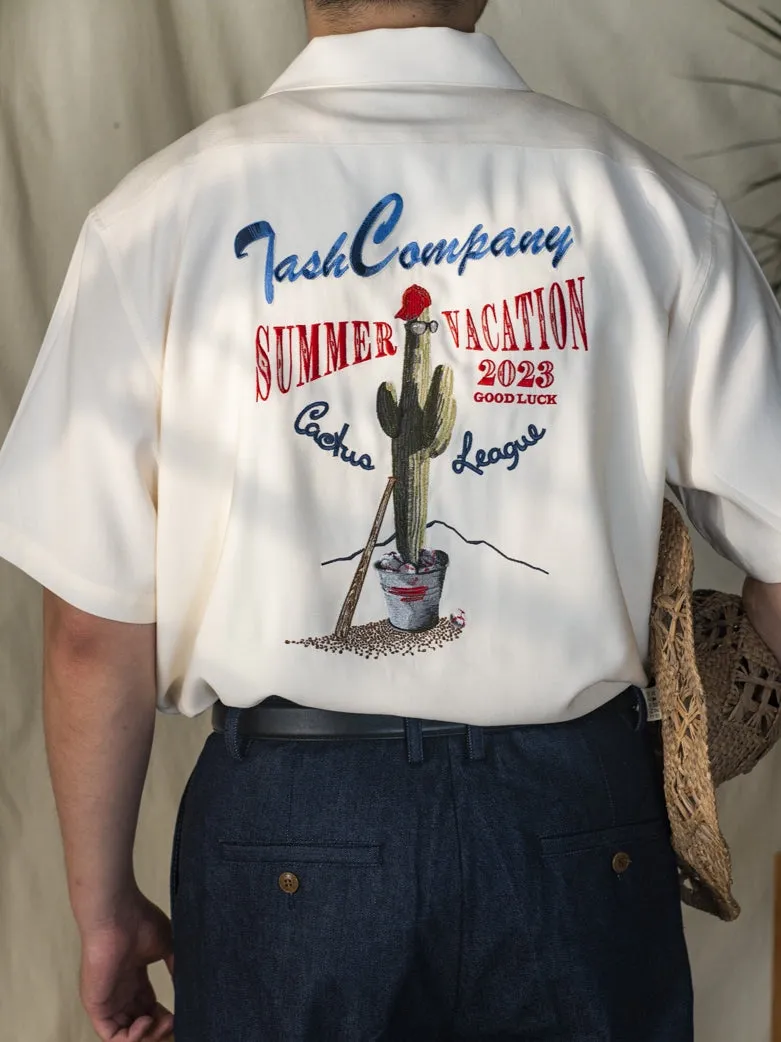 TashCompany
SUMMER VACATION
2023
GOOD LUCK
Cactus League